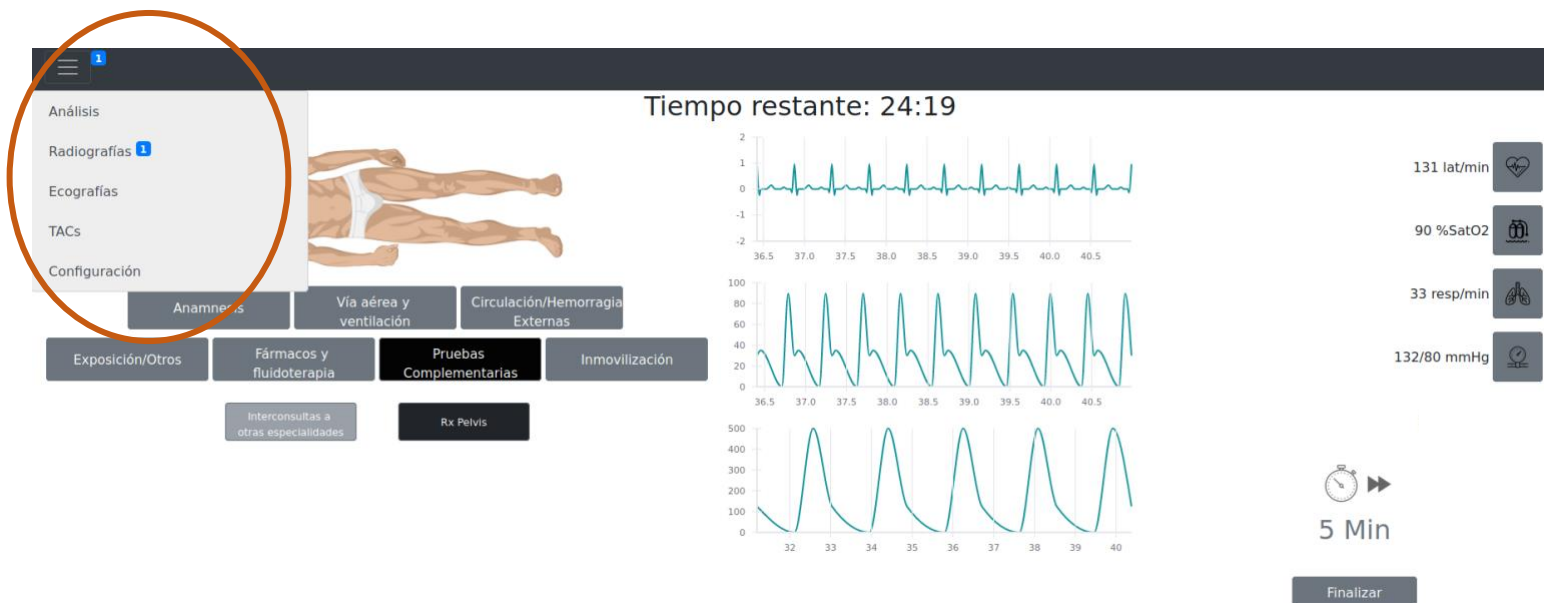 1
Análisis
Radiografías 1
Ecografías
TACs
Configuración
Tiempo restante: 24:19
2
1
0
-1
-2
36.5 37.0 37.5 38.0 38.5 39.0 39.5 40.0 40.5
100
80
60
40
20
0
36.5 37.0 37.5 38.0 38.5 39.0 39.5 40.0 40.5
500
400
300
200
100
0
32 33 34 35 36 37 38 39 40
131 lat/min
90 %SatO2
33 resp/min
132/80 mmHg
Anamnesis
Vía aérea y
ventilación
Circulación/Hemorragia
Externas
Exposición/Otros
Fármacos y
fluidoterapia
Pruebas
Complementarias
Inmovilización
Interconsultas a
otras especialidades
Rx Pelvis
5 Min
Finalizar